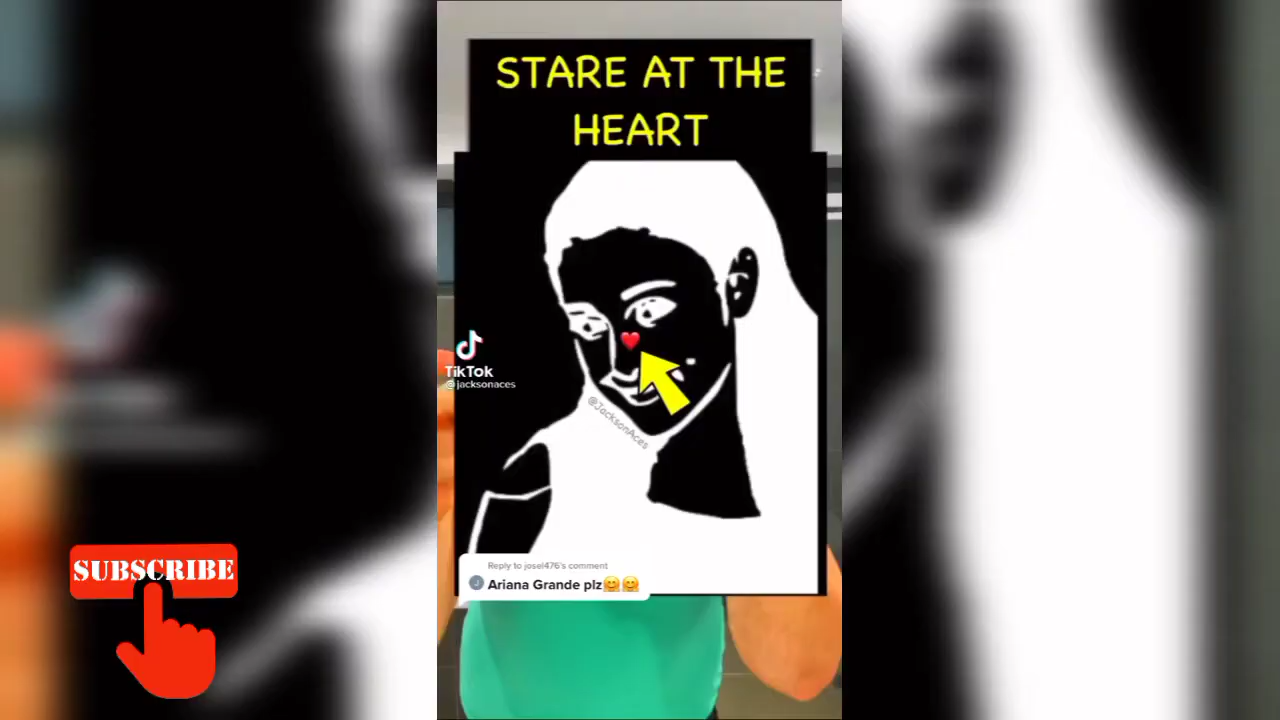 STARE AT THE
HEART
TikTok
@jacksonaces
@JacksonAces
SUBSCRIBE
Reply to josel476's comment
J
Ariana Grande plz🤗🤗